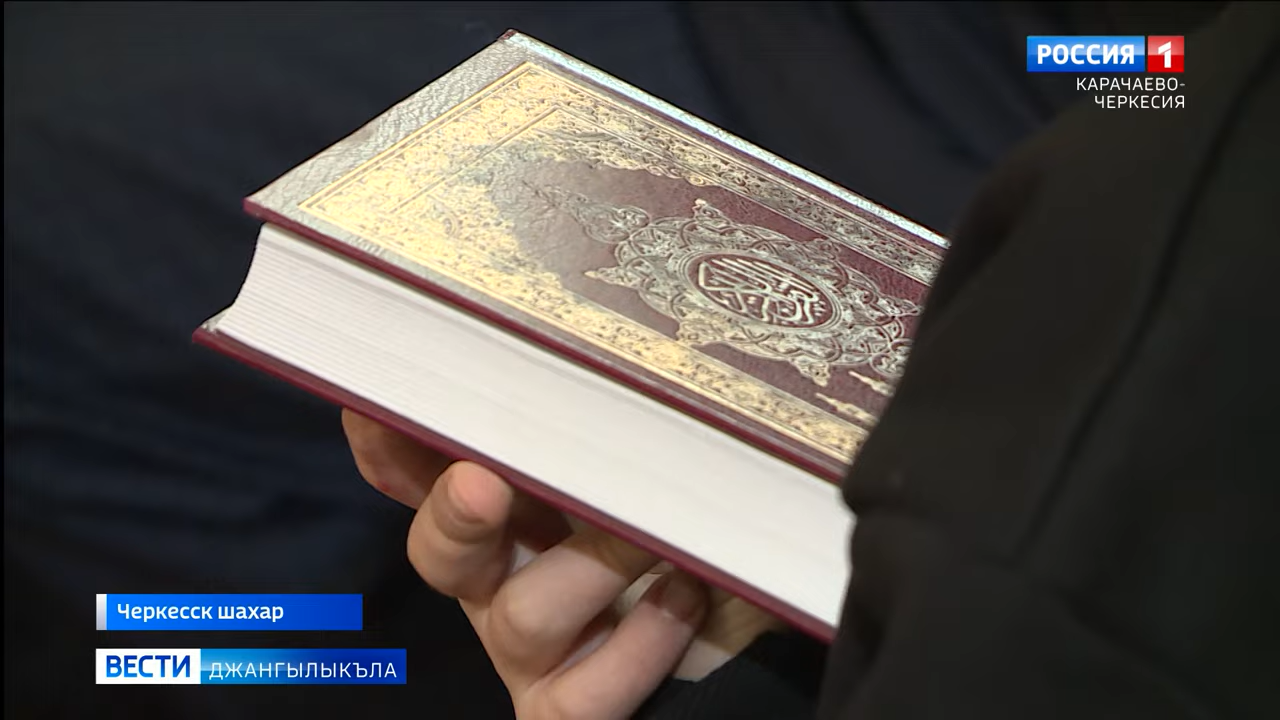 РОССИЯ 1
КАРАЧАЕВО-
ЧЕРКЕСИЯ
Черкесск шахар
ВЕСТИ ДЖАНГЫЛЫКЪЛА